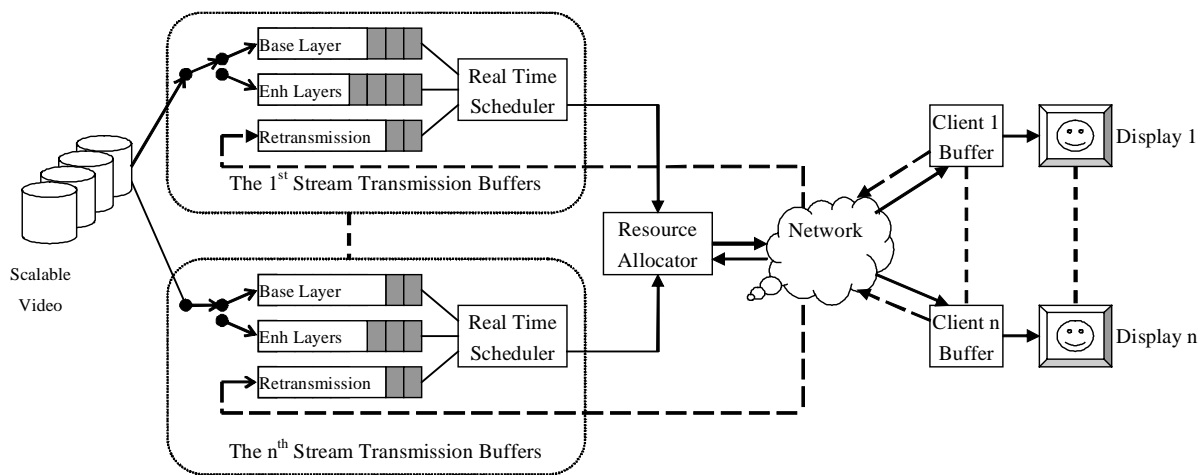 Scalable
Video
Base Layer
Enh Layers
Retransmission
Real Time
Scheduler
The 1st Stream Transmission Buffers
Base Layer
Enh Layers
Retransmission
Real Time
Scheduler
The nth Stream Transmission Buffers
Resource
Allocator
Network
Client 1
Buffer
Display 1
Client n
Buffer
Display n